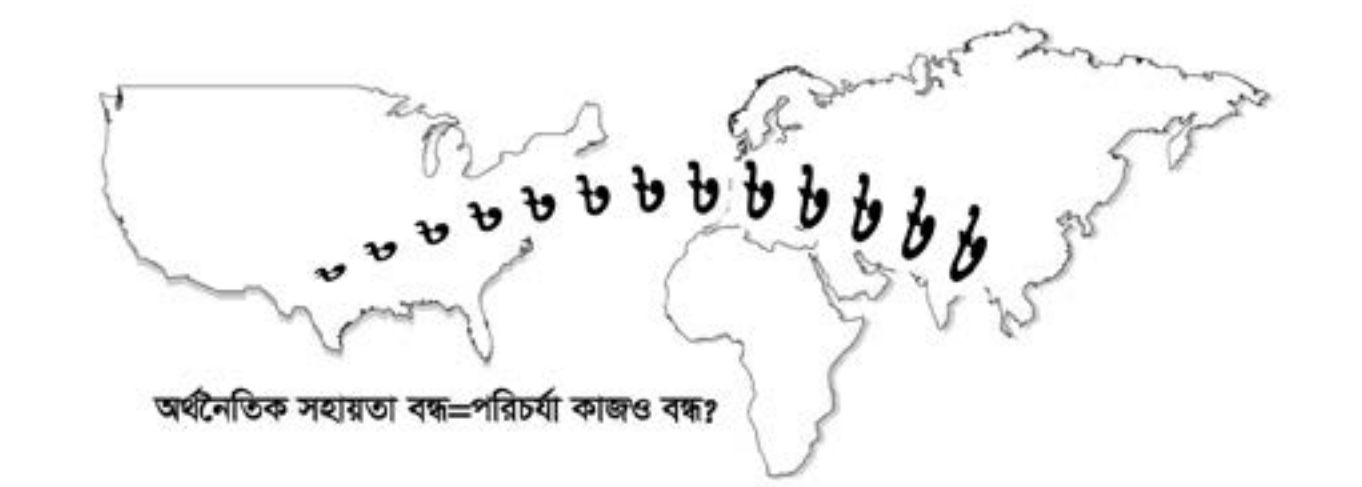 ৳ ৳ ৳ ৳ ৳ ৳ ৳ ৳ ৳ ৳ ৳ ৳ ৳
অর্থনৈতিক সহায়তা বন্ধ=পরিচর্যা কাজও বন্ধ?